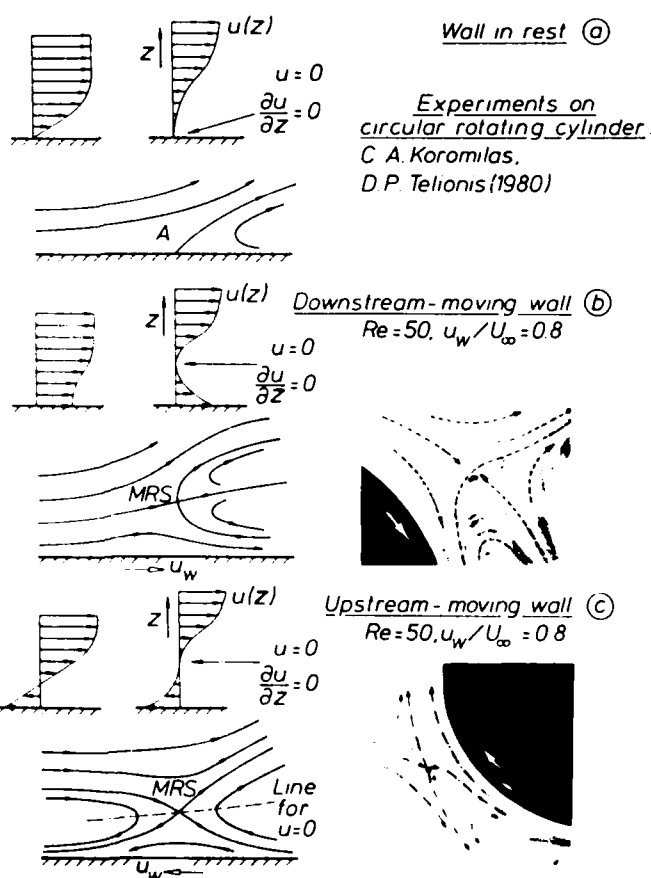 Wall in rest (a)
u(z)
z
u = 0
∂u/∂z = 0
Experiments on
circular rotating cylinder.
C A. Koromilas,
D. P. Telionis (1980)
A
Downstream-moving wall (b)
Re = 50, u_w/U_∞ = 0.8
u(z)
z
u = 0
∂u/∂z = 0
MRS
u_w
Upstream-moving wall (c)
Re = 50, u_w/U_∞ = 0.8
u(z)
z
u = 0
∂u/∂z = 0
MRS
Line
for
u = 0
u_w